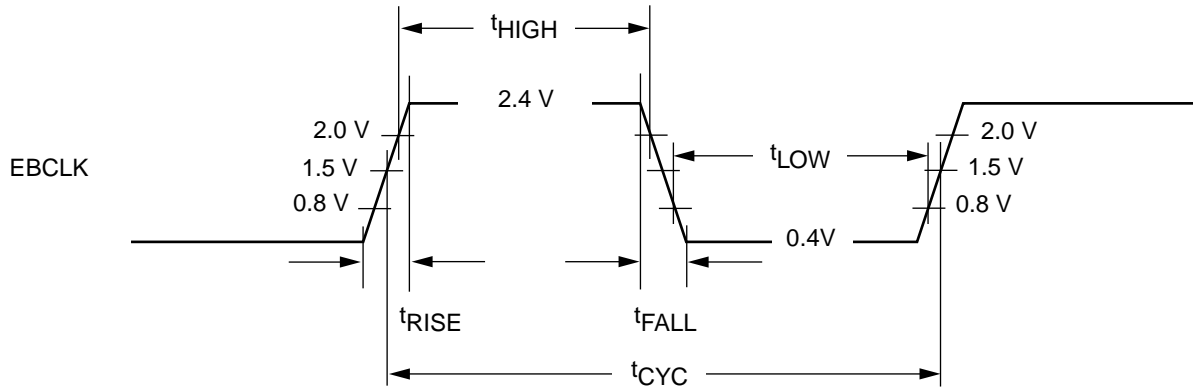 tHIGH
2.4 V
2.0 V
2.0 V
EBCLK
1.5 V
tLOW
1.5 V
0.8 V
0.8 V
0.4V
tRISE
tFALL
tCYC